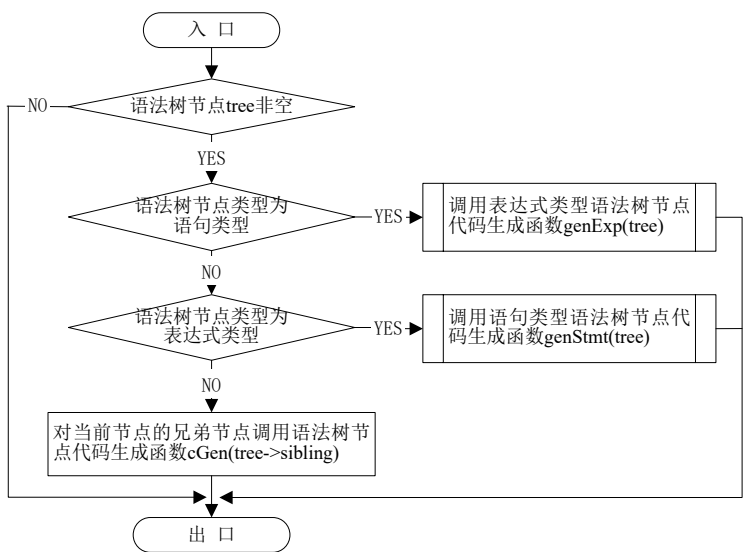 入 口
语法树节点tree非空
NO
YES
语法树节点类型为
语句类型
YES
调用表达式类型语法树节点
代码生成函数genExp(tree)
NO
语法树节点类型为
表达式类型
YES
调用语句类型语法树节点代
码生成函数genStmt(tree)
NO
对当前节点的兄弟节点调用语法树节
点代码生成函数cGen(tree->sibling)
出 口